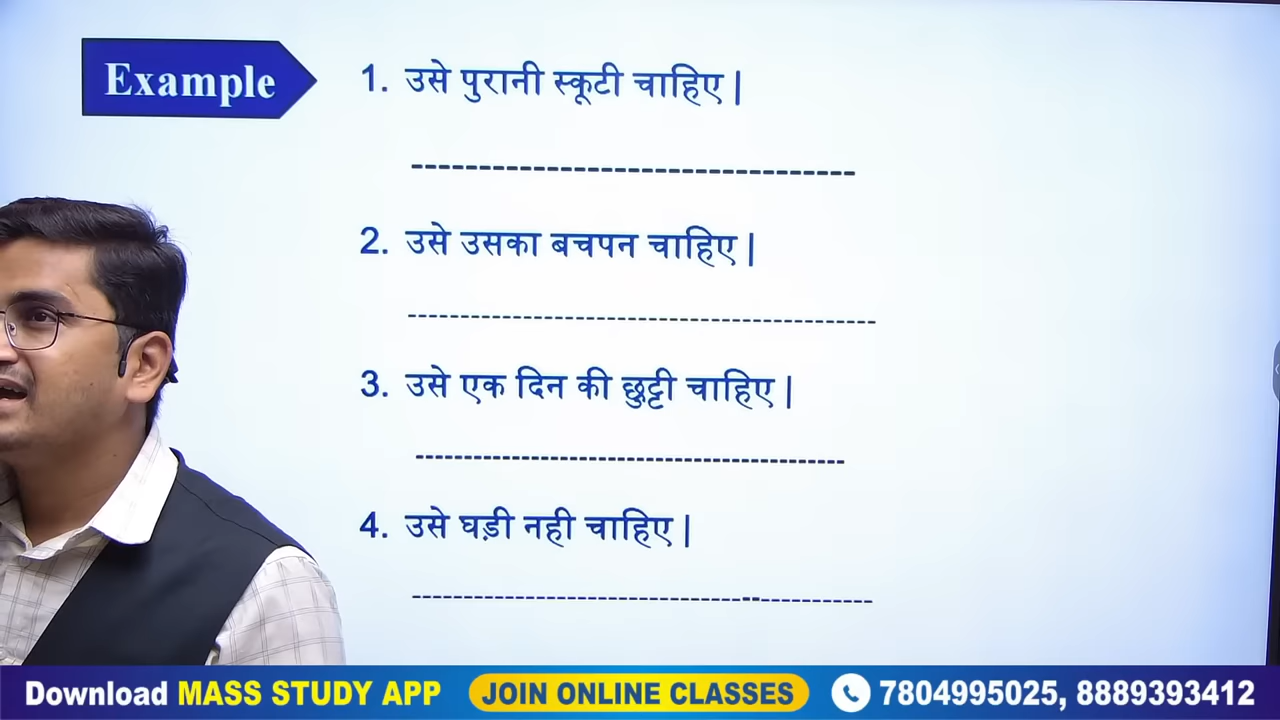 Example
1. उसे पुरानी स्कूटी चाहिए |
---------------------------------
2. उसे उसका बचपन चाहिए |
---------------------------------
3. उसे एक दिन की छुट्टी चाहिए |
---------------------------------
4. उसे घड़ी नही चाहिए |
---------------------------------
Download MASS STUDY APP JOIN ONLINE CLASSES 7804995025, 8889393412